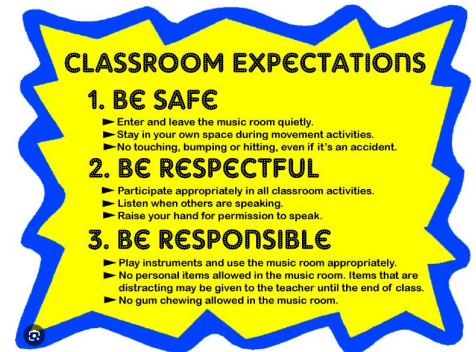 CLASSROOM EXPECTATIONS
1. BE SAFE
► Enter and leave the music room quietly.
► Stay in your own space during movement activities.
► No touching, bumping or hitting, even if it's an accident.
2. BE RESPECTFUL
► Participate appropriately in all classroom activities.
► Listen when others are speaking.
► Raise your hand for permission to speak.
3. BE RESPONSIBLE
► Play instruments and use the music room appropriately.
► No personal items allowed in the music room. Items that are
distracting may be given to the teacher until the end of class.
► No gum chewing allowed in the music room.